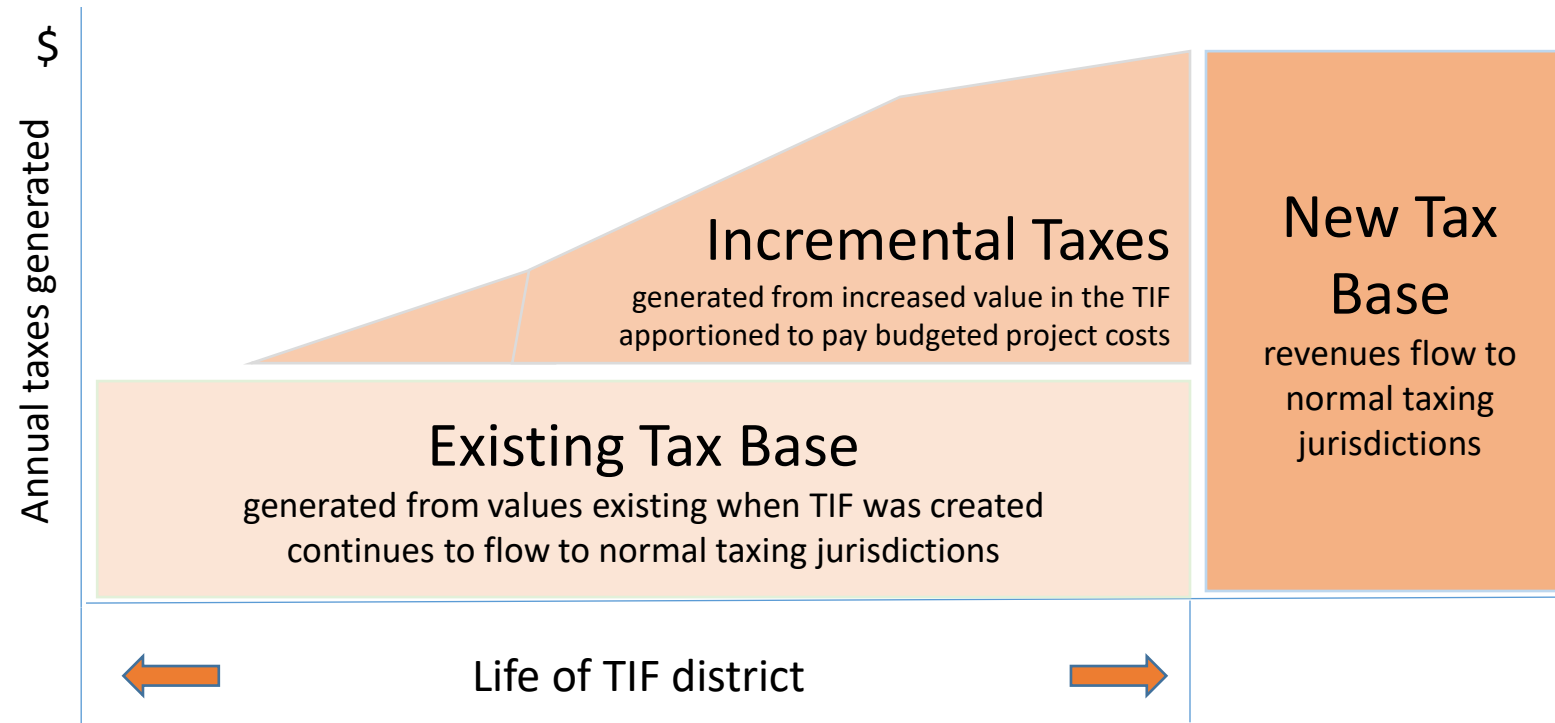 $
Annual taxes generated
Incremental Taxes
generated from increased value in the TIF
apportioned to pay budgeted project costs
New Tax
Base
revenues flow to
normal taxing
jurisdictions
Existing Tax Base
generated from values existing when TIF was created
continues to flow to normal taxing jurisdictions
Life of TIF district